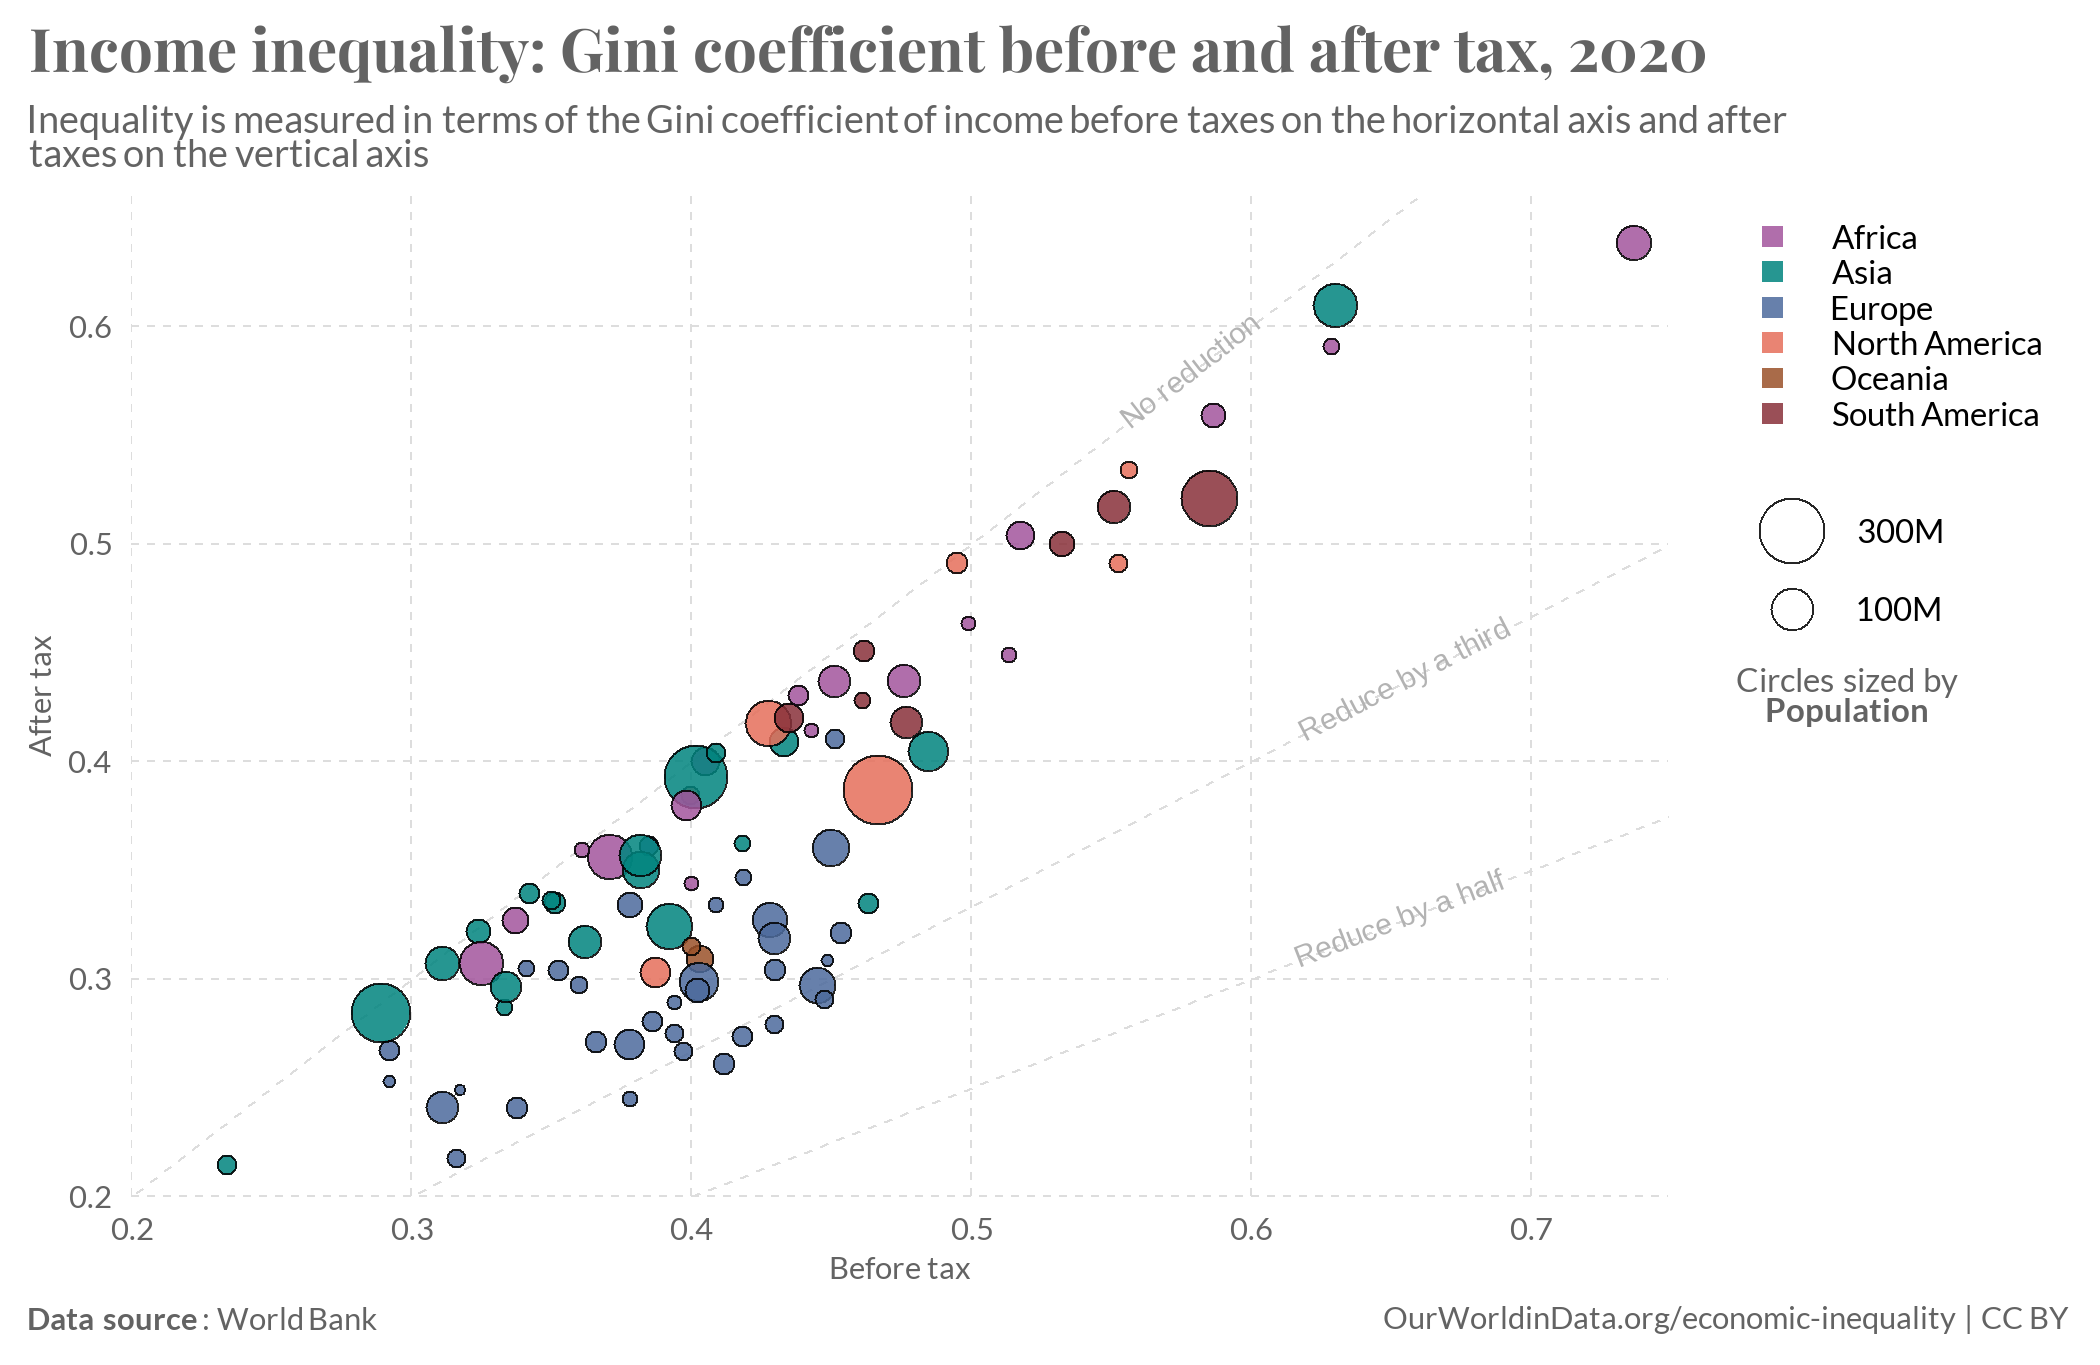 Income inequality: Gini coefficient before and after tax, 2020
Inequality is measured in terms of the Gini coefficient of income before taxes on the horizontal axis and after
taxes on the vertical axis
Africa
Asia
Europe
North America
Oceania
South America
300M
100M
Circles sized by
Population
No reduction
Reduce by a third
Reduce by a half
After tax
0.6
0.5
0.4
0.3
0.2
0.2 0.3 0.4 0.5 0.6 0.7
Before tax
Data source: World Bank
OurWorldinData.org/economic-inequality | CC BY